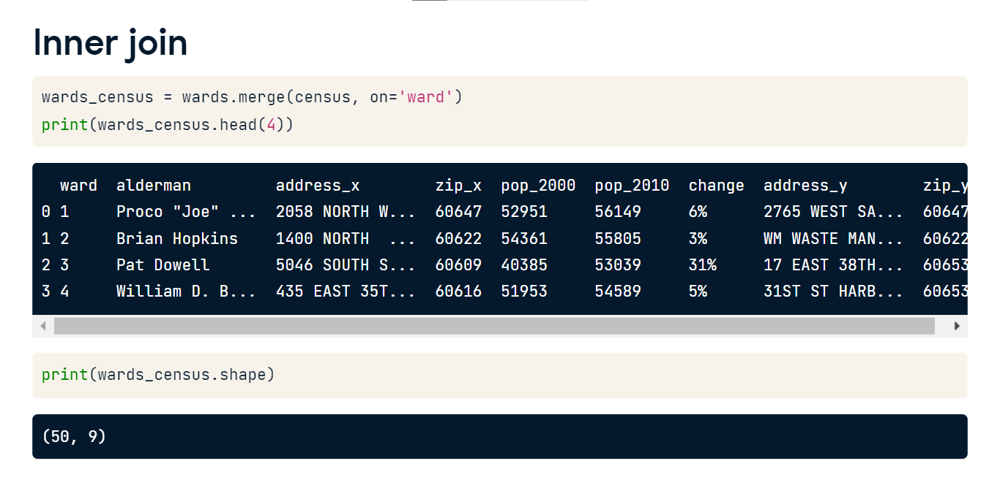 Inner join
wards_census = wards.merge(census, on='ward')
print(wards_census.head(4))
ward alderman address_x zip_x pop_2000 pop_2010 change address_y zip_y
0 1 Proco "Joe" ... 2058 NORTH W... 60647 52951 56149 6% 2765 WEST SA... 60647
1 2 Brian Hopkins 1400 NORTH ... 60622 54361 55805 3% WM WASTE MAN... 60622
2 3 Pat Dowell 5046 SOUTH S... 60609 40385 53039 31% 17 EAST 38TH... 60653
3 4 William D. B... 435 EAST 35T... 60616 51953 54589 5% 31ST ST HARB... 60653
print(wards_census.shape)
(50, 9)